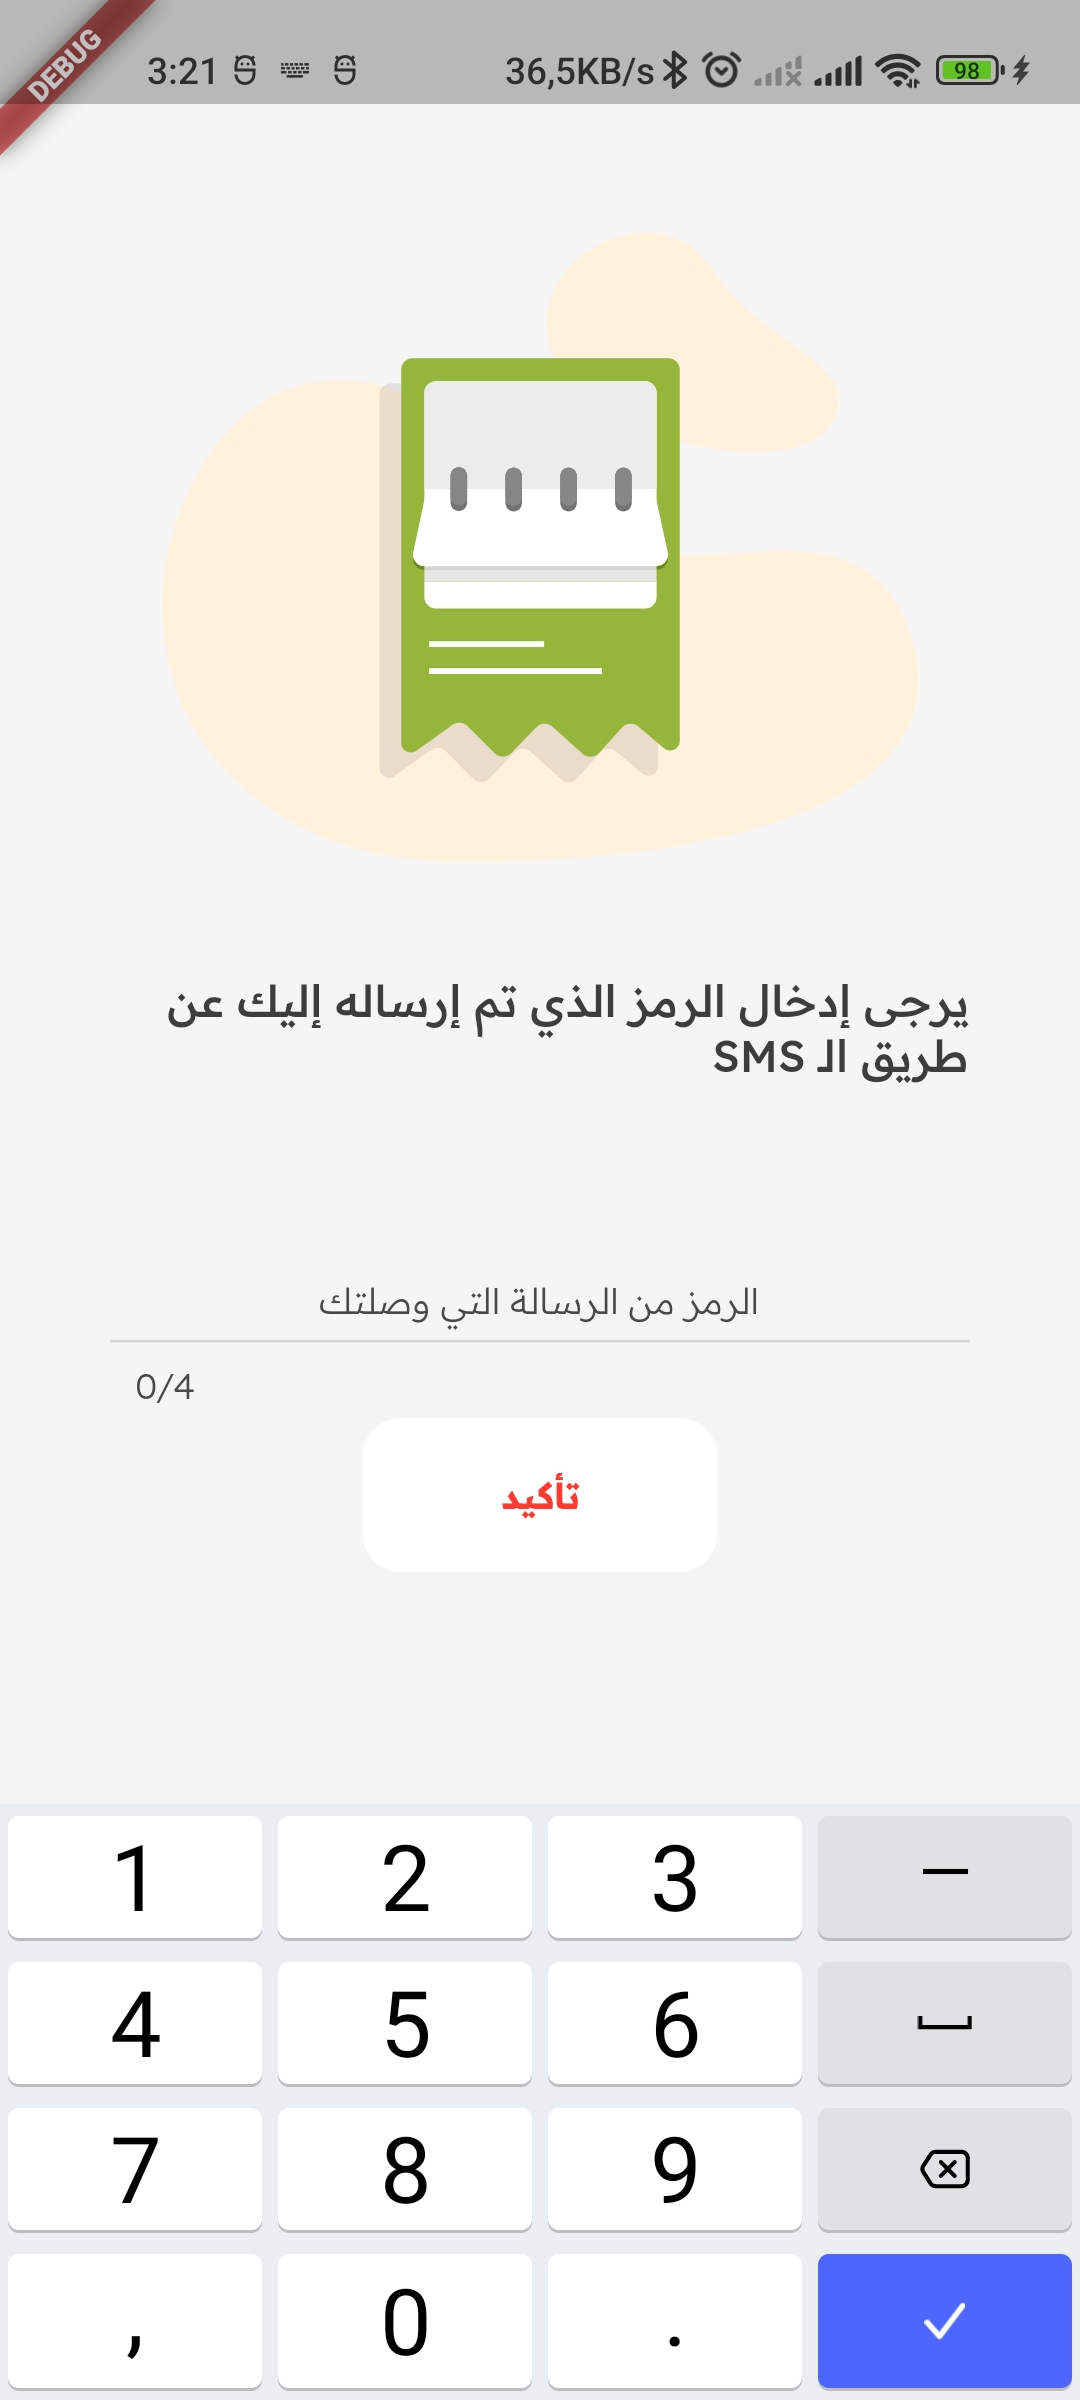 DEBUG
3:21 36,5KB/s 98
يرجى إدخال الرمز الذي تم إرساله إليك عن
طريق الـ SMS
الرمز من الرسالة التي وصلتك
0/4
تأكيد
1 2 3 –
4 5 6
7 8 9
, 0 .